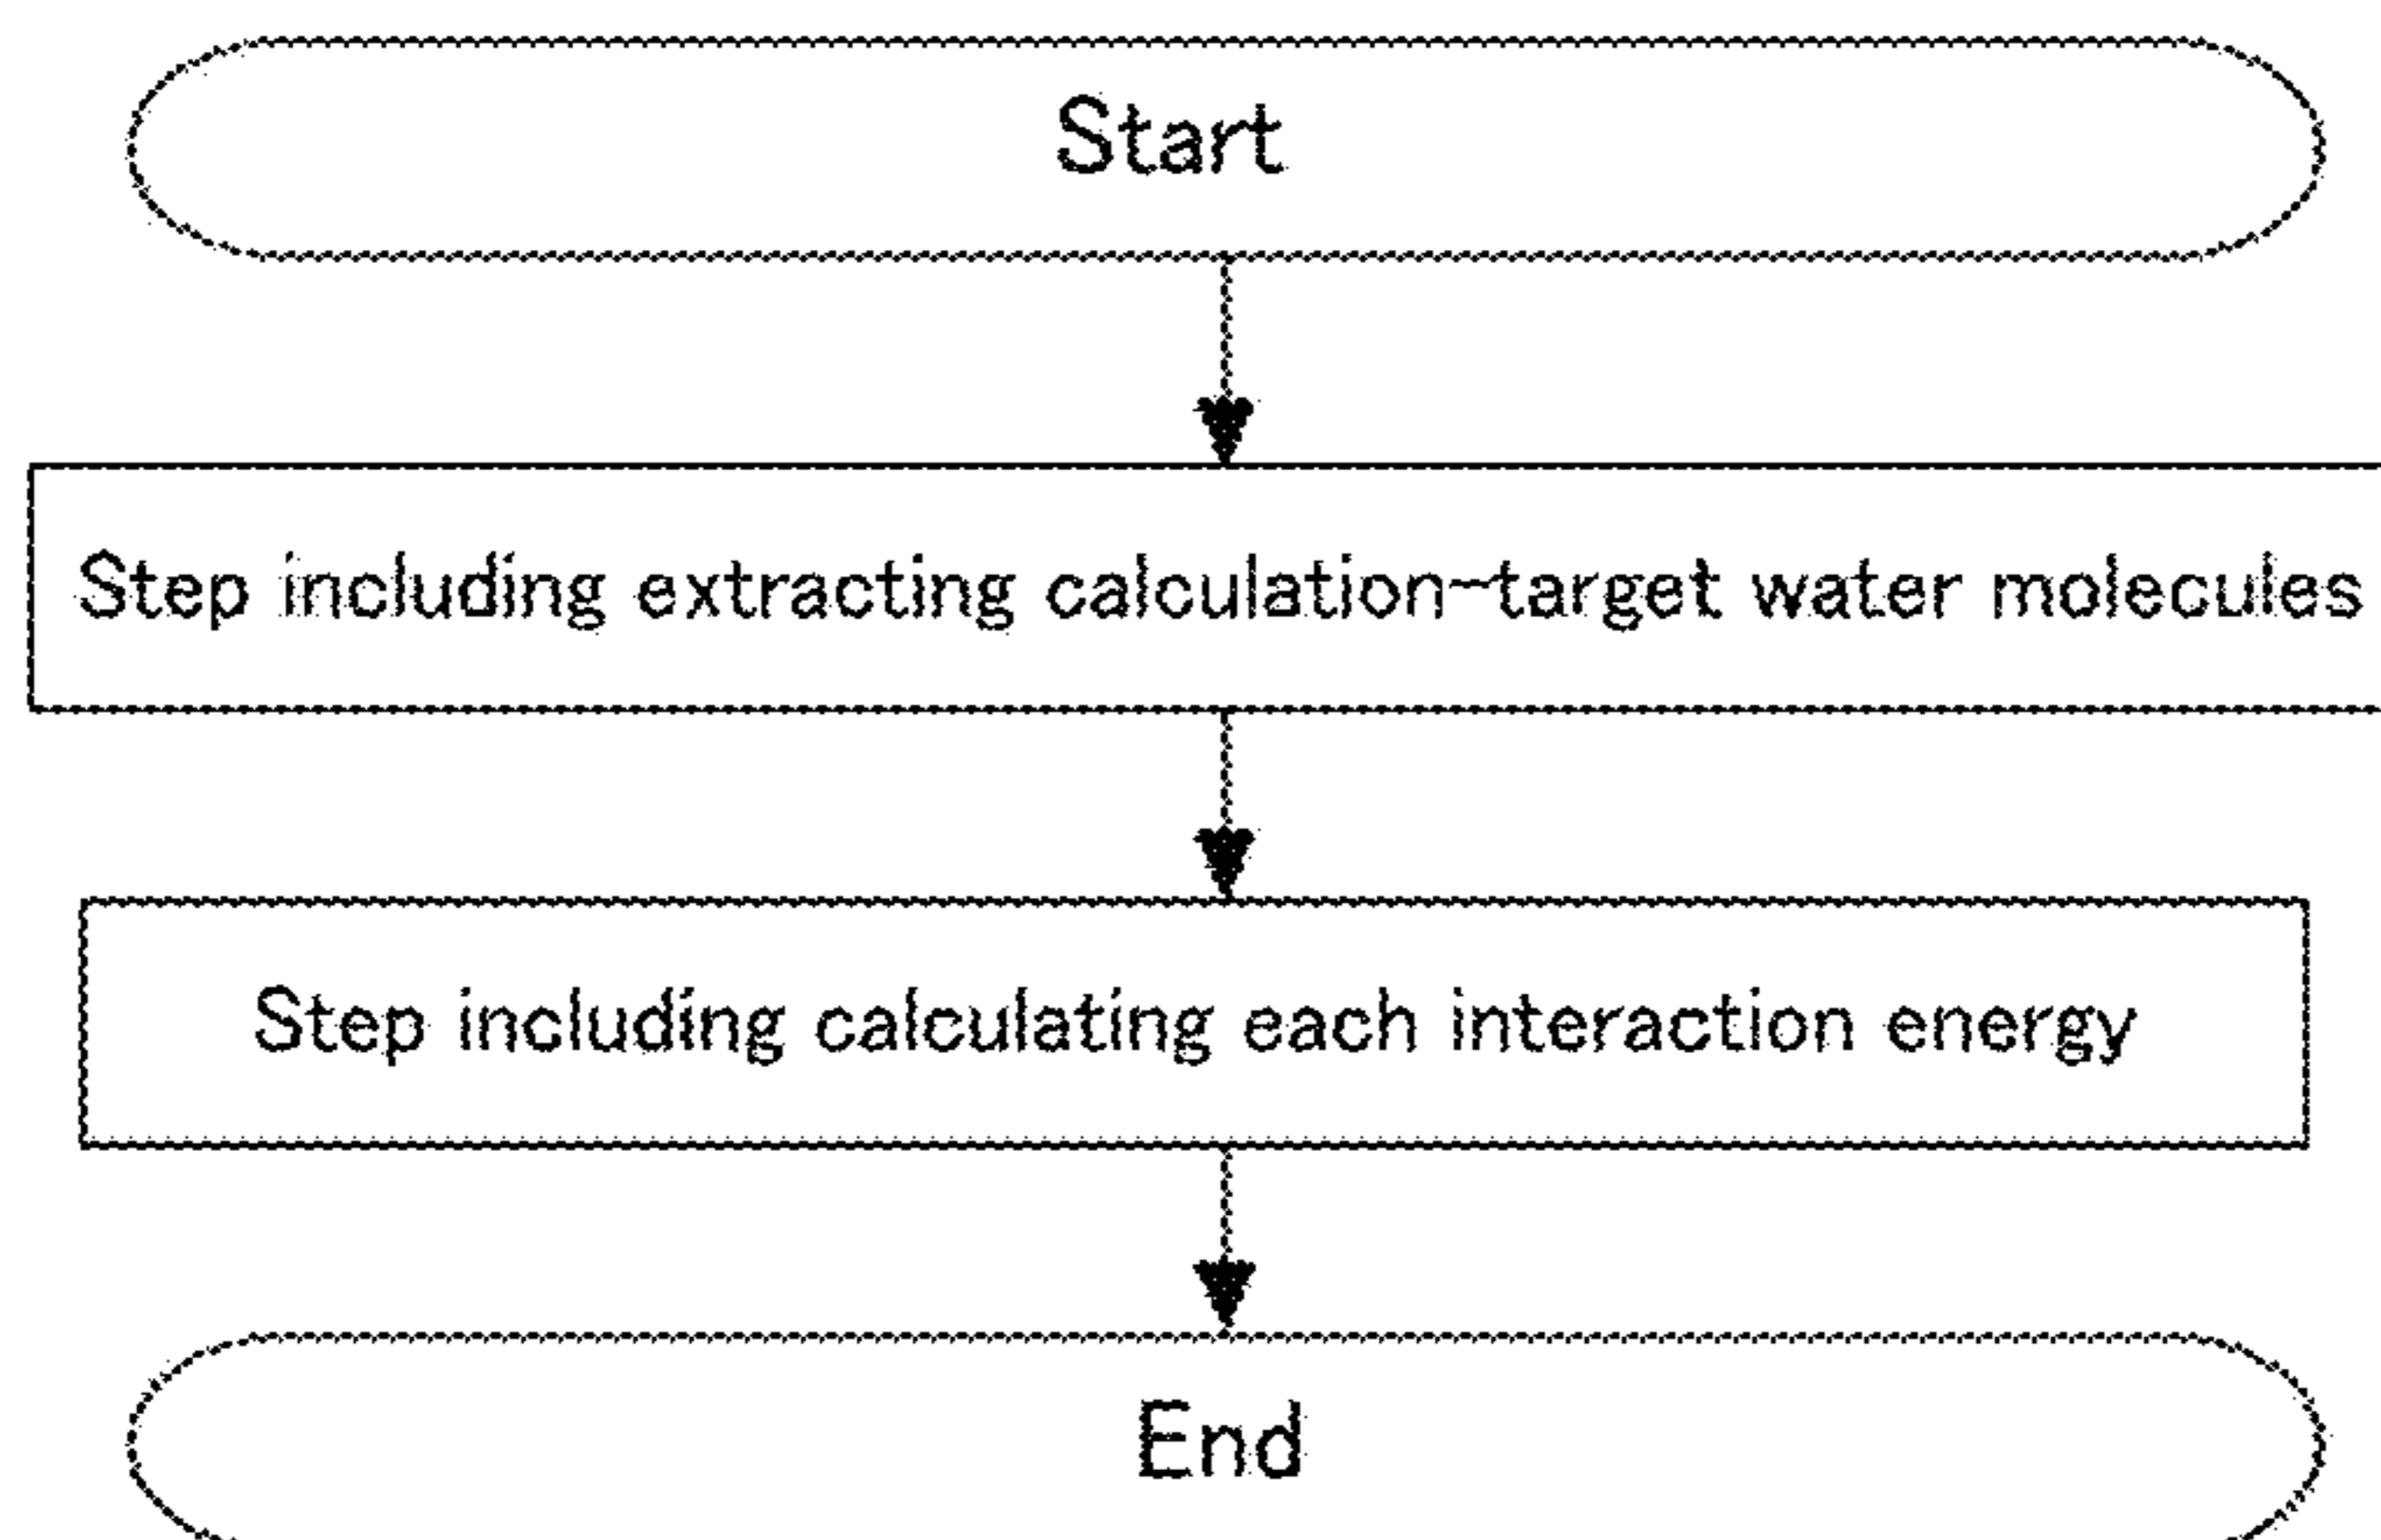 Start
Step including extracting calculation-target water molecules
Step including calculating each interaction energy
End